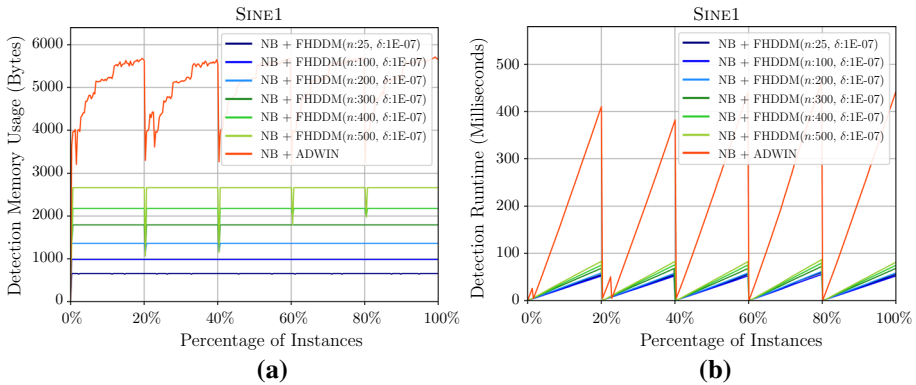 SINE1
Detection Memory Usage (Bytes)
6000
5000
4000
3000
2000
1000
0
NB + FHDDM(n:25, δ:1E-07)
NB + FHDDM(n:100, δ:1E-07)
NB + FHDDM(n:200, δ:1E-07)
NB + FHDDM(n:300, δ:1E-07)
NB + FHDDM(n:400, δ:1E-07)
NB + FHDDM(n:500, δ:1E-07)
NB + ADWIN
0% 20% 40% 60% 80% 100%
Percentage of Instances
(a)
SINE1
Detection Runtime (Milliseconds)
500
400
300
200
100
0
NB + FHDDM(n:25, δ:1E-07)
NB + FHDDM(n:100, δ:1E-07)
NB + FHDDM(n:200, δ:1E-07)
NB + FHDDM(n:300, δ:1E-07)
NB + FHDDM(n:400, δ:1E-07)
NB + FHDDM(n:500, δ:1E-07)
NB + ADWIN
0% 20% 40% 60% 80% 100%
Percentage of Instances
(b)